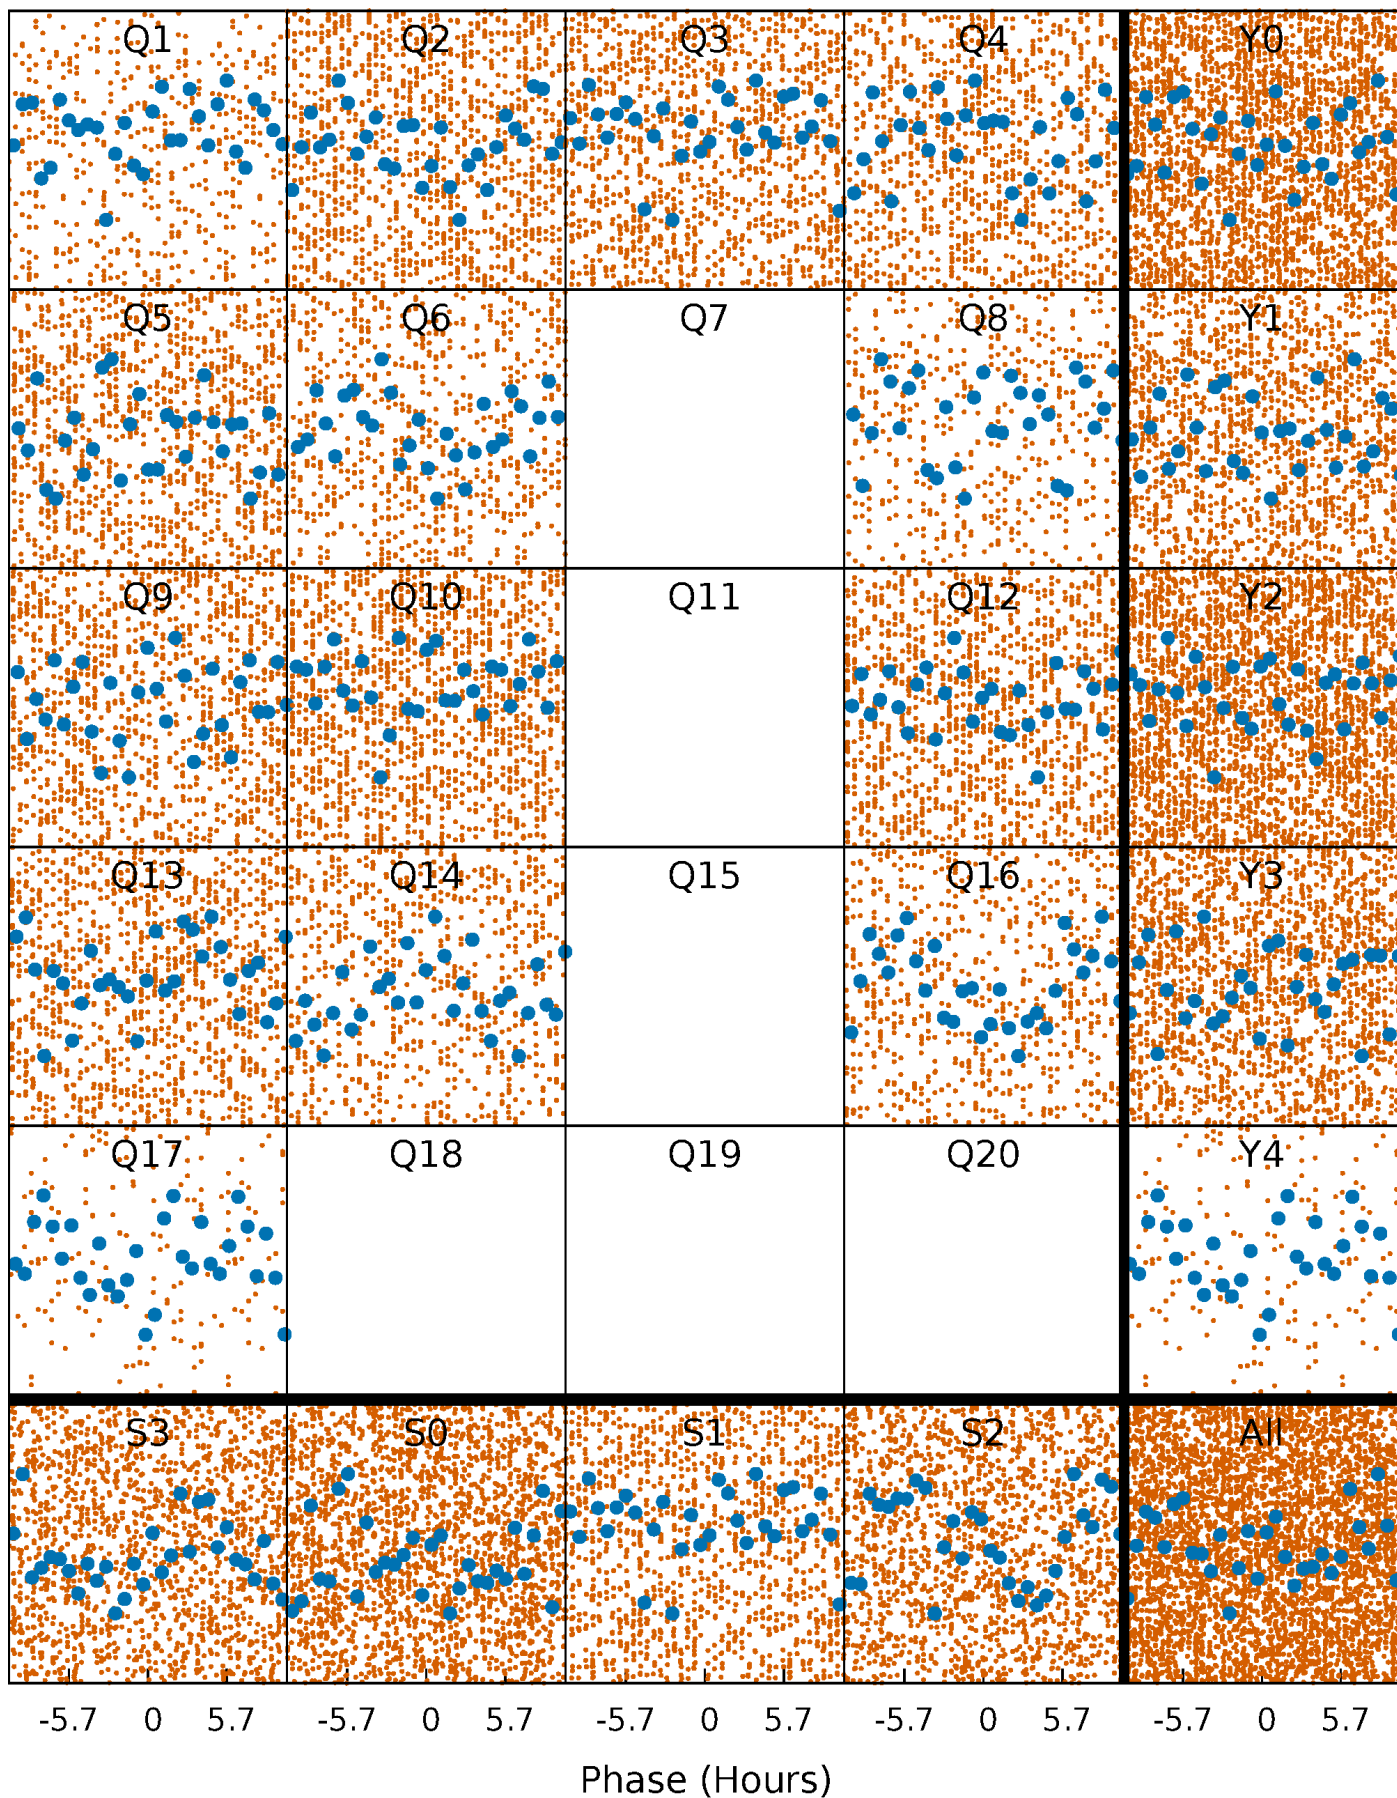 Q1 Q2 Q3 Q4 Y0
Q5 Q6 Q7 Q8 Y1
Q9 Q10 Q11 Q12 Y2
Q13 Q14 Q15 Q16 Y3
Q17 Q18 Q19 Q20 Y4
S3 S0 S1 S2 All
-5.7 0 5.7 -5.7 0 5.7 -5.7 0 5.7 -5.7 0 5.7 -5.7 0 5.7
Phase (Hours)